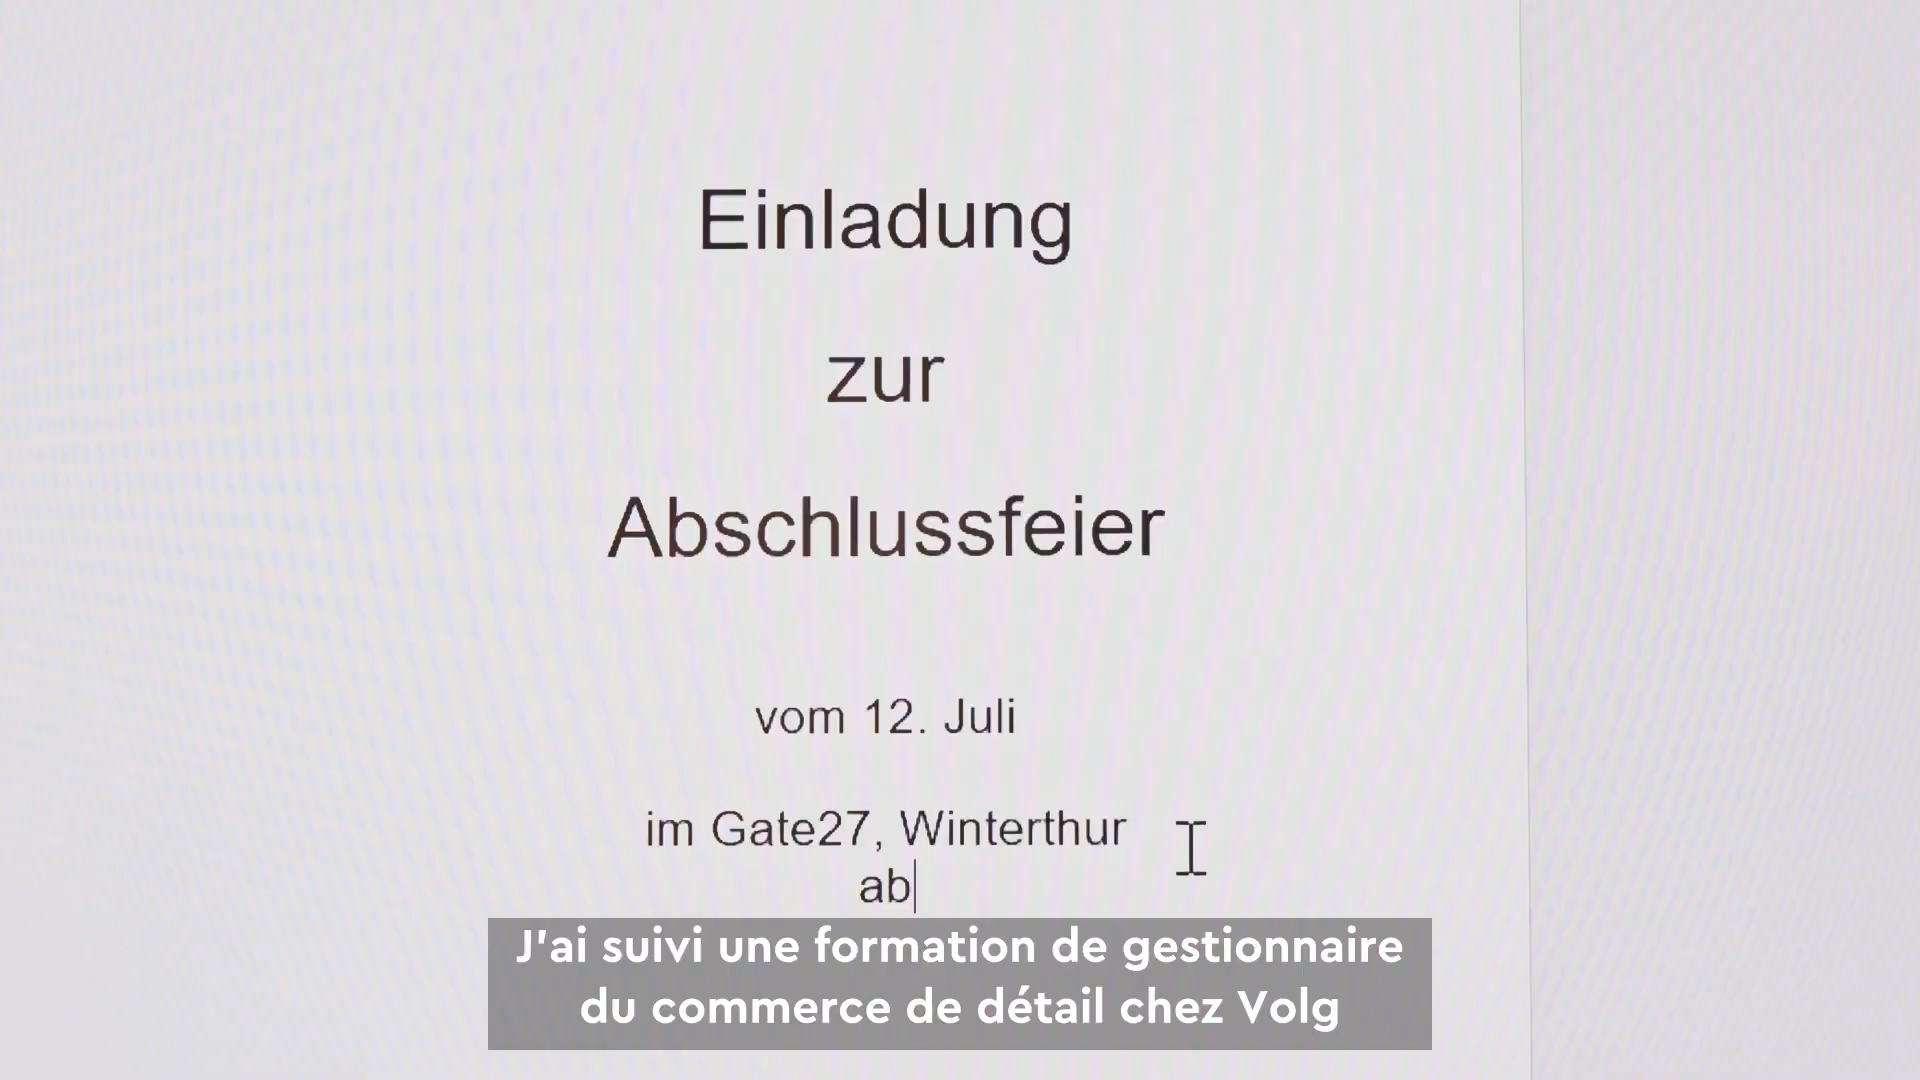 Einladung
zur
Abschlussfeier
vom 12. Juli
im Gate27, Winterthur
ab
J'ai suivi une formation de gestionnaire
du commerce de détail chez Volg